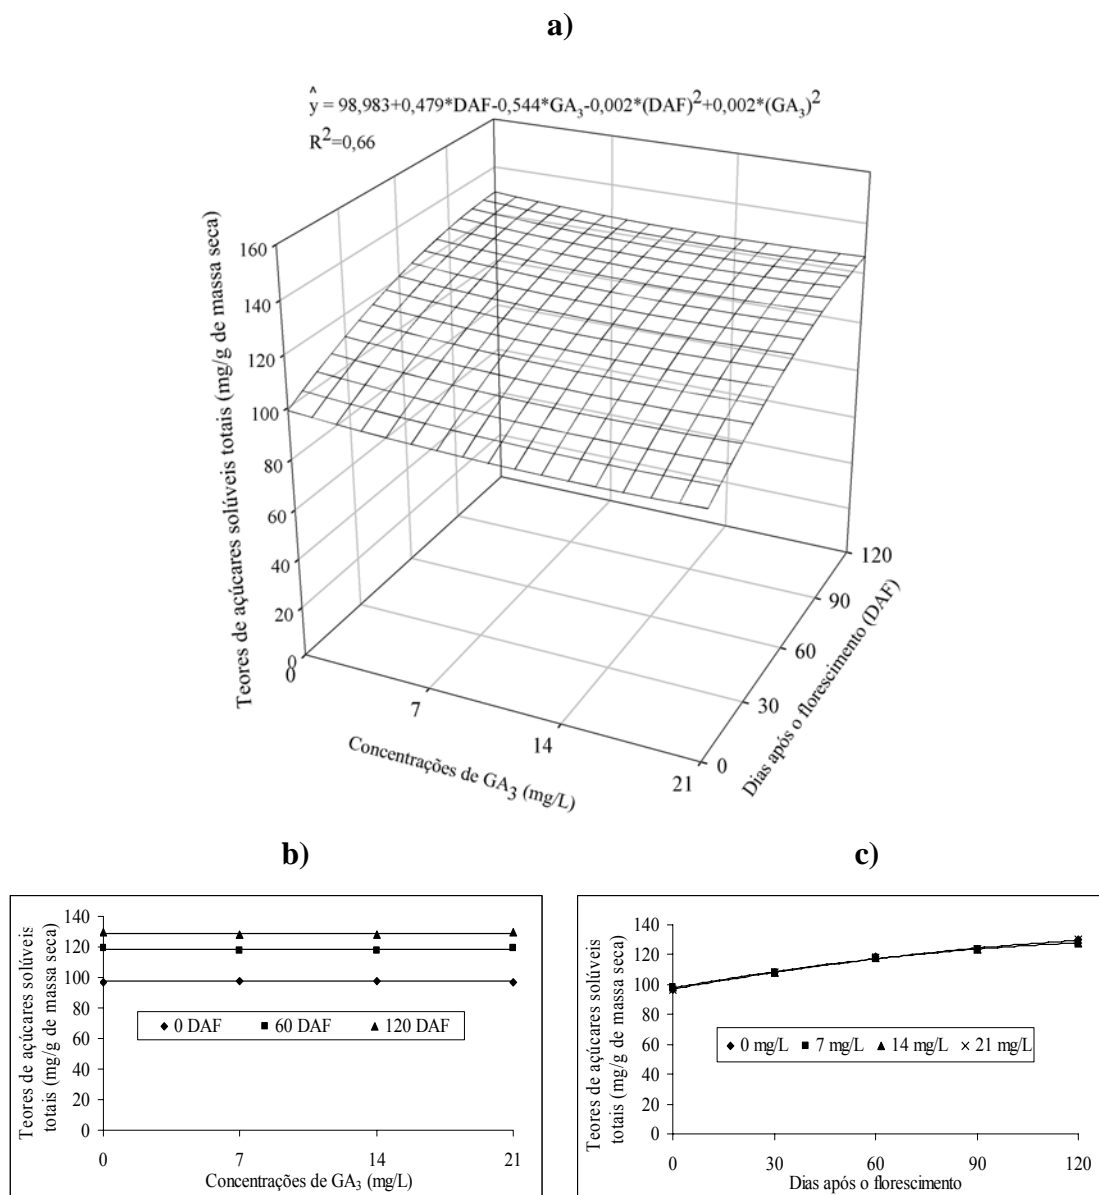 a)
^
y = 98,983+0,479*DAF-0,544*GA₃-0,002*(DAF)²+0,002*(GA₃)²
R²=0,66
Teores de açúcares solúveis totais (mg/g de massa seca)
160
140
120
100
80
60
40
20
0
0
7
14
21
Concentrações de GA₃ (mg/L)
0
30
60
90
120
Dias após o florescimento (DAF)
b)
Teores de açúcares solúveis
totais (mg/g de massa seca)
140
120
100
80
60
40
20
0
0 DAF 60 DAF 120 DAF
0 7 14 21
Concentrações de GA₃ (mg/L)
c)
Teores de açúcares solúveis
totais (mg/g de massa seca)
140
120
100
80
60
40
20
0
0 mg/L 7 mg/L 14 mg/L 21 mg/L
0 30 60 90 120
Dias após o florescimento